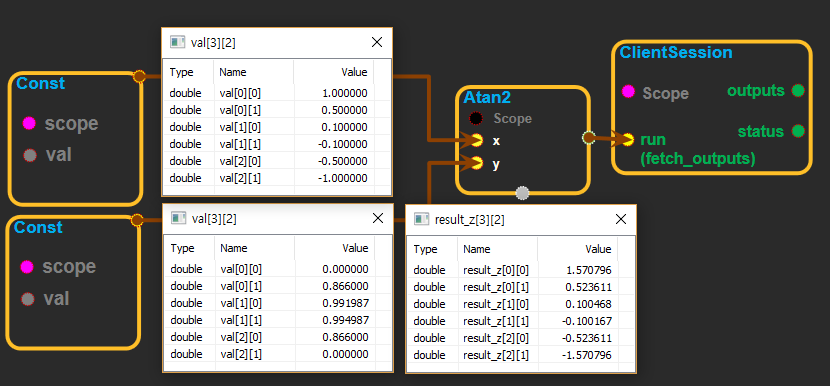 Const
scope
val
val[3][2]
Type Name Value
double val[0][0] 1.000000
double val[0][1] 0.500000
double val[1][0] 0.100000
double val[1][1] -0.100000
double val[2][0] -0.500000
double val[2][1] -1.000000
Atan2
Scope
x
y
ClientSession
Scope
outputs
status
run
(fetch_outputs)
Const
scope
val
val[3][2]
Type Name Value
double val[0][0] 0.000000
double val[0][1] 0.866000
double val[1][0] 0.991987
double val[1][1] 0.994987
double val[2][0] 0.866000
double val[2][1] 0.000000
result_z[3][2]
Type Name Value
double result_z[0][0] 1.570796
double result_z[0][1] 0.523611
double result_z[1][0] 0.100468
double result_z[1][1] -0.100167
double result_z[2][0] -0.523611
double result_z[2][1] -1.570796